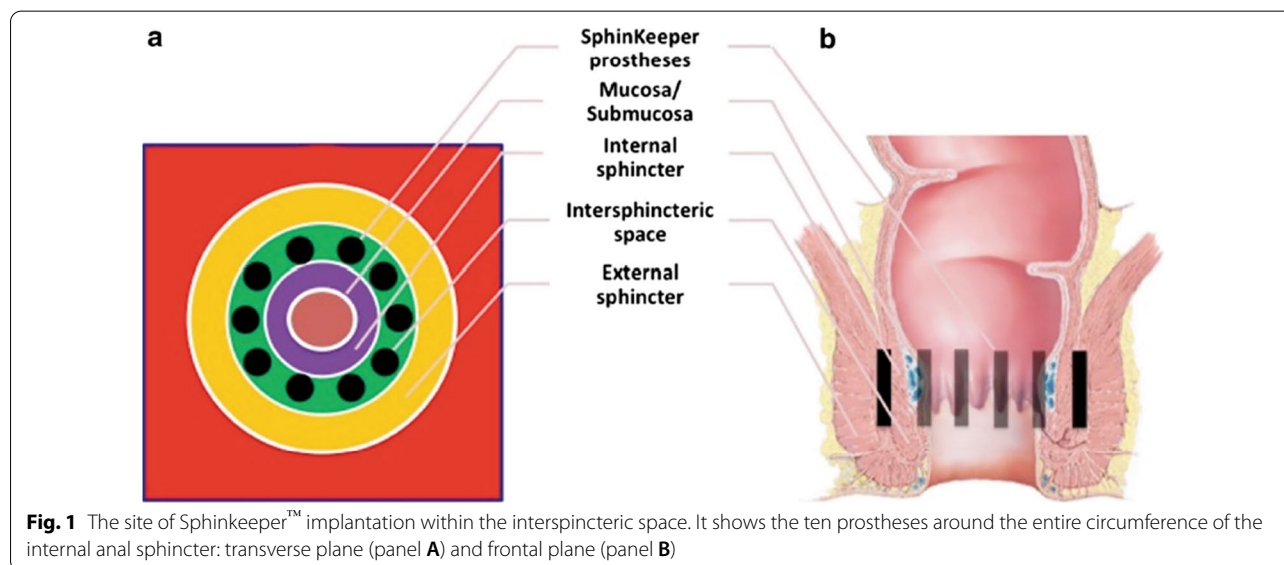 a
b
SphinKeeper
prostheses
Mucosa/
Submucosa
Internal
sphincter
Intersphincteric
space
External
sphincter
Fig. 1 The site of Sphinkeeper™ implantation within the interspincteric space. It shows the ten prostheses around the entire circumference of the
internal anal sphincter: transverse plane (panel A) and frontal plane (panel B)